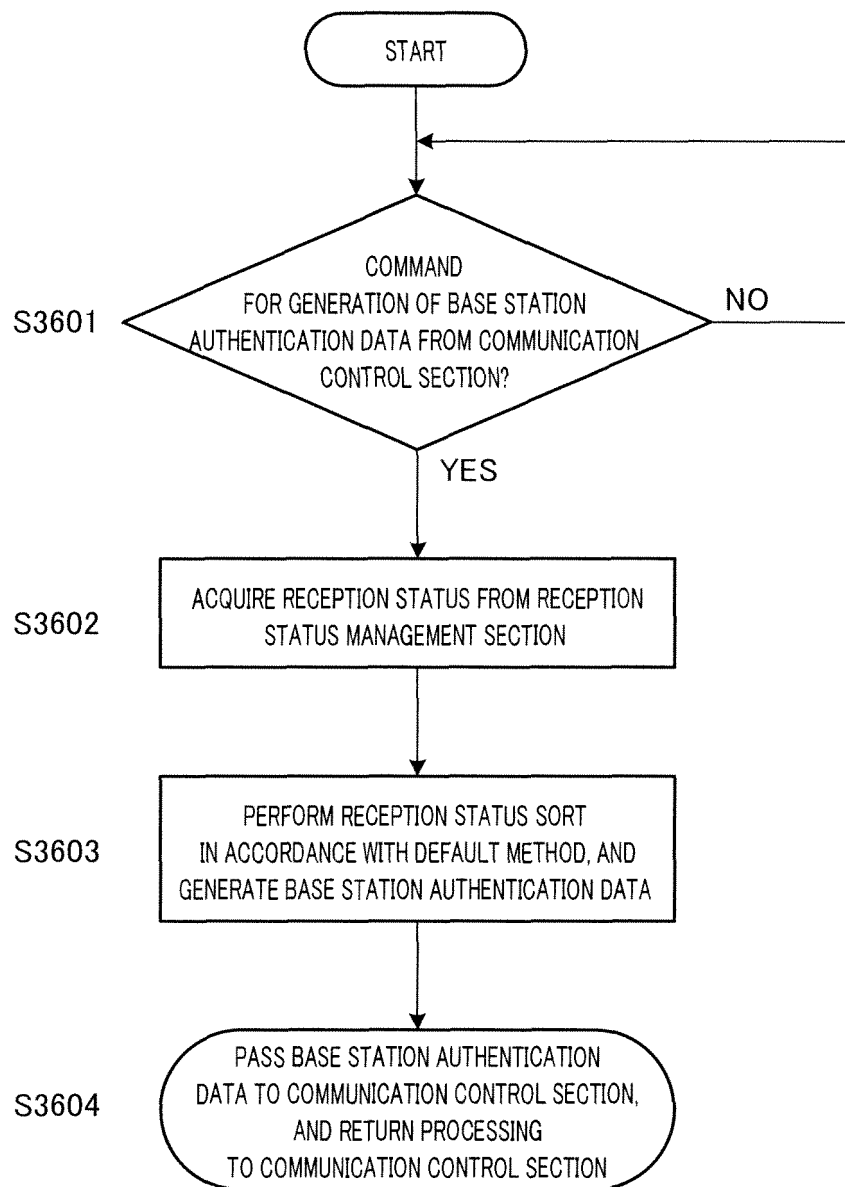 START
COMMAND
FOR GENERATION OF BASE STATION
AUTHENTICATION DATA FROM COMMUNICATION
CONTROL SECTION?
S3601
NO
YES
S3602
ACQUIRE RECEPTION STATUS FROM RECEPTION
STATUS MANAGEMENT SECTION
S3603
PERFORM RECEPTION STATUS SORT
IN ACCORDANCE WITH DEFAULT METHOD, AND
GENERATE BASE STATION AUTHENTICATION DATA
S3604
PASS BASE STATION AUTHENTICATION
DATA TO COMMUNICATION CONTROL SECTION,
AND RETURN PROCESSING
TO COMMUNICATION CONTROL SECTION